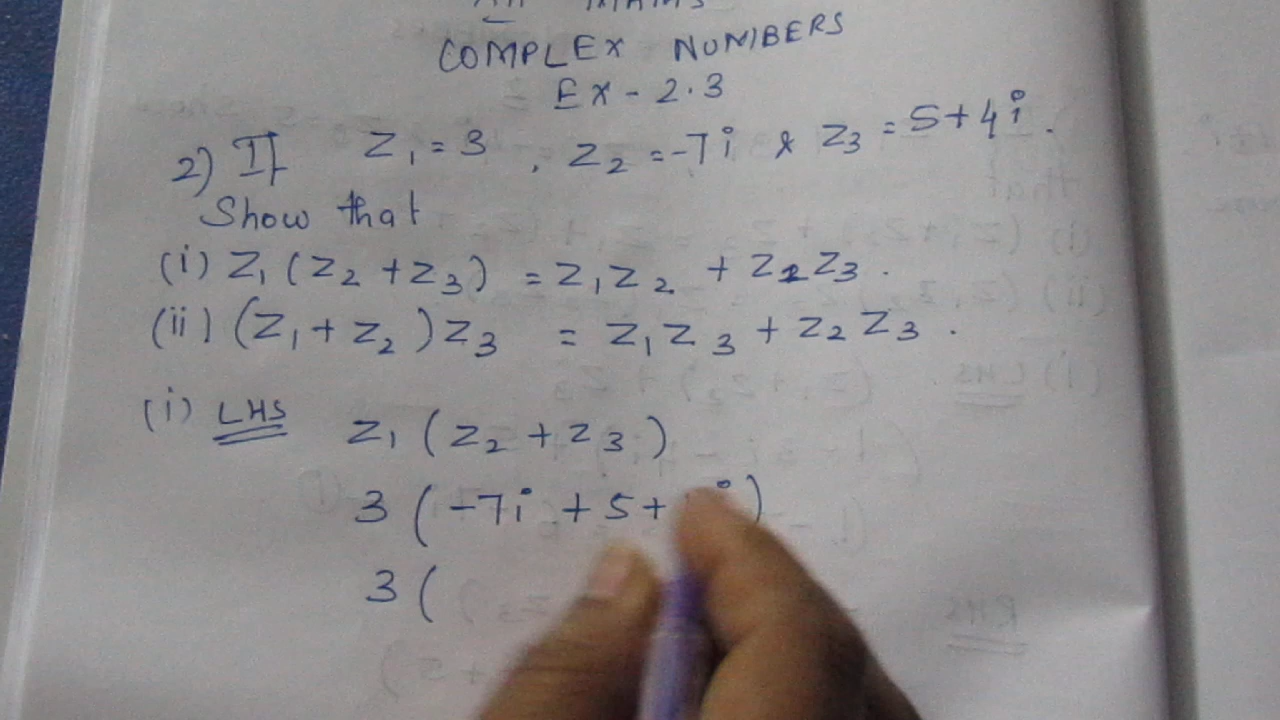 COMPLEX NUMBERS
EX - 2.3
2) If Z₁ = 3 , Z₂ = -7i & Z₃ = 5+4i .
Show that
(i) Z₁ (Z₂ + Z₃) = Z₁Z₂ + Z₂Z₃ .
(ii) (Z₁ + Z₂)Z₃ = Z₁Z₃ + Z₂Z₃ .
(i) LHS Z₁ (Z₂ + Z₃)
3 ( -7i + 5 + i )
3 (